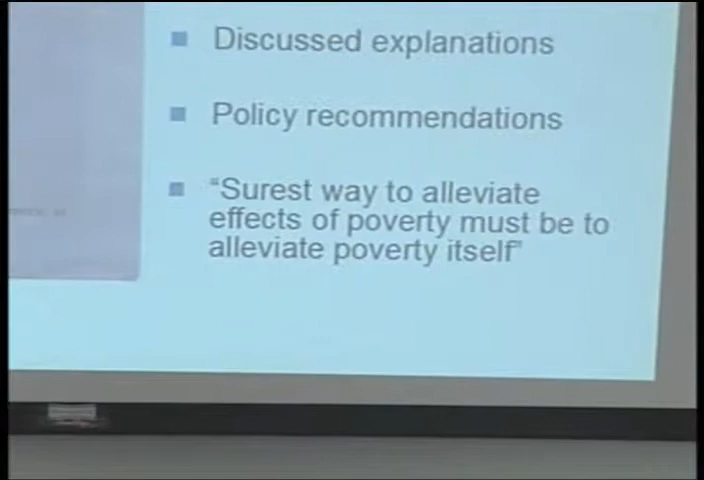 Discussed explanations
Policy recommendations
“Surest way to alleviate
effects of poverty must be to
alleviate poverty itself”